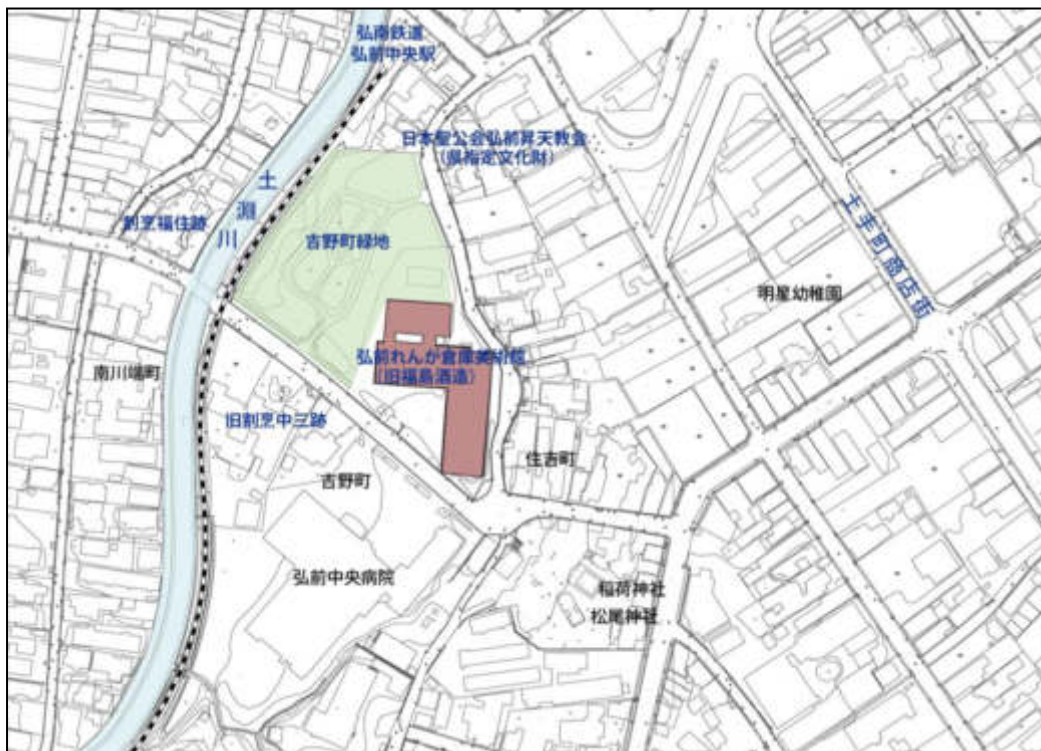 弘南鉄道
弘前中央駅
日本聖公会弘前昇天教会
（県指定文化財）
土淵川
割烹福住跡
吉野町緑地
土手町商店街
明星幼稚園
弘前れんが倉庫美術館
（旧福島酒造）
南川端町
旧割烹中三跡
住吉町
吉野町
弘前中央病院
稲荷神社
松尾神社